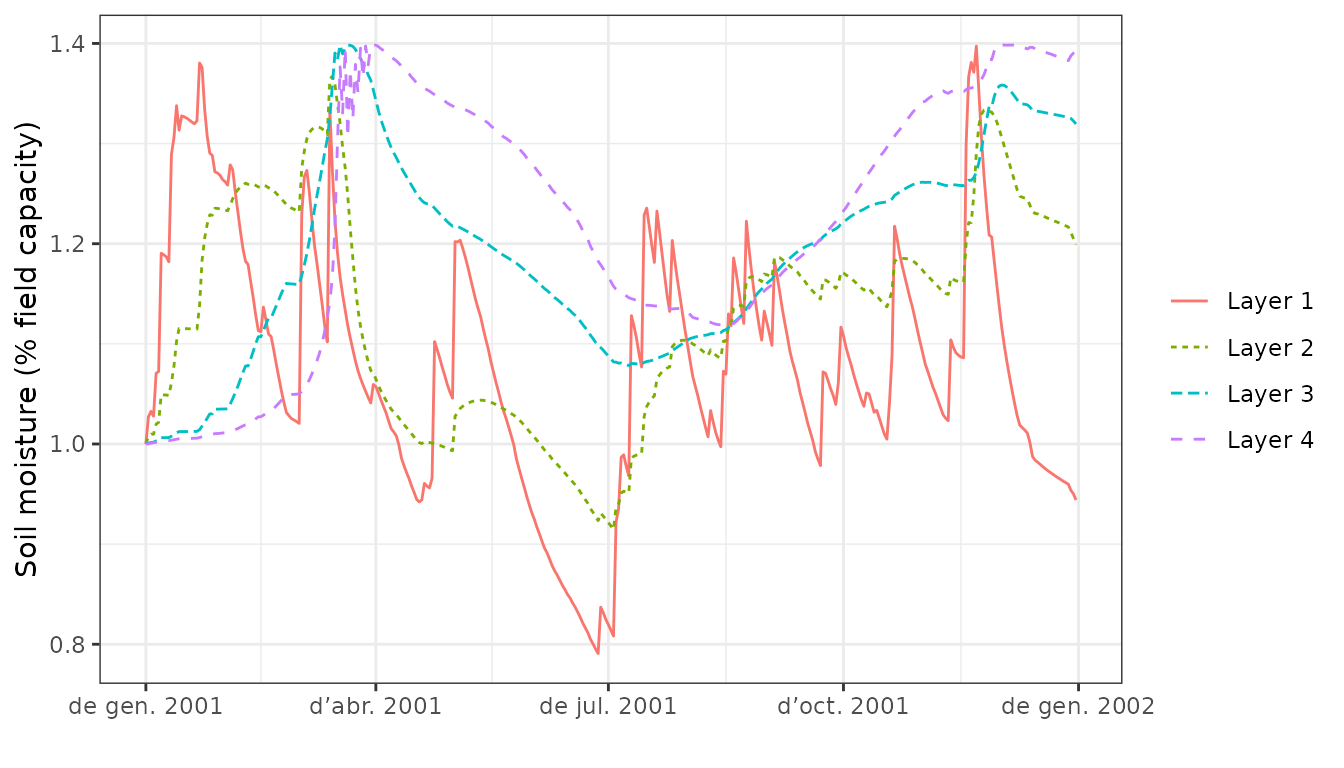 Soil moisture (% field capacity)
1.4
1.2
1.0
0.8
de gen. 2001
d’abr. 2001
de jul. 2001
d’oct. 2001
de gen. 2002
Layer 1
Layer 2
Layer 3
Layer 4